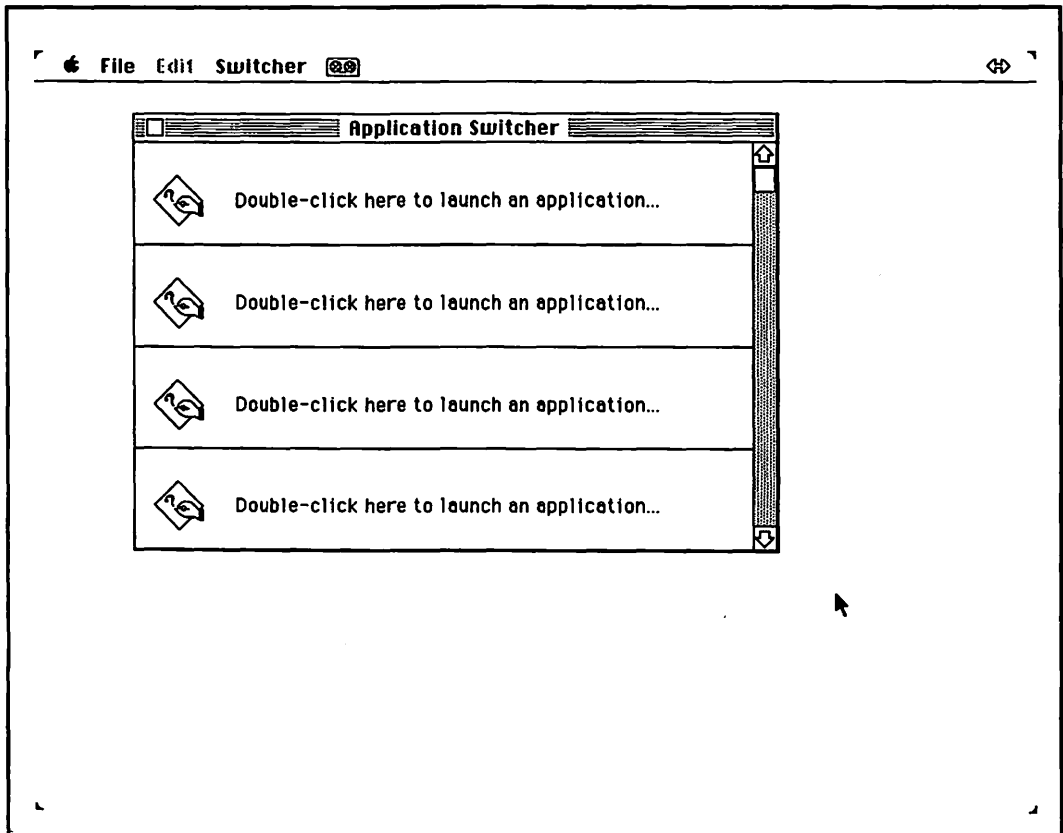 File Edit Switcher
Application Switcher
Double-click here to launch an application...
Double-click here to launch an application...
Double-click here to launch an application...
Double-click here to launch an application...